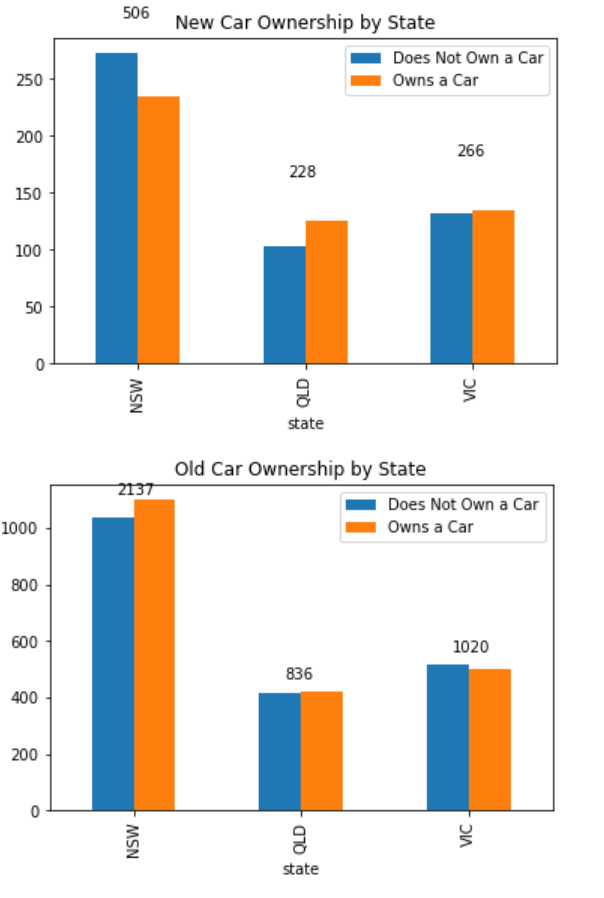 506
New Car Ownership by State
Does Not Own a Car
Owns a Car
250
200
150
100
50
0
228
266
NSW
QLD
VIC
state
Old Car Ownership by State
2137
Does Not Own a Car
Owns a Car
1000
800
600
400
200
0
836
1020
NSW
QLD
VIC
state